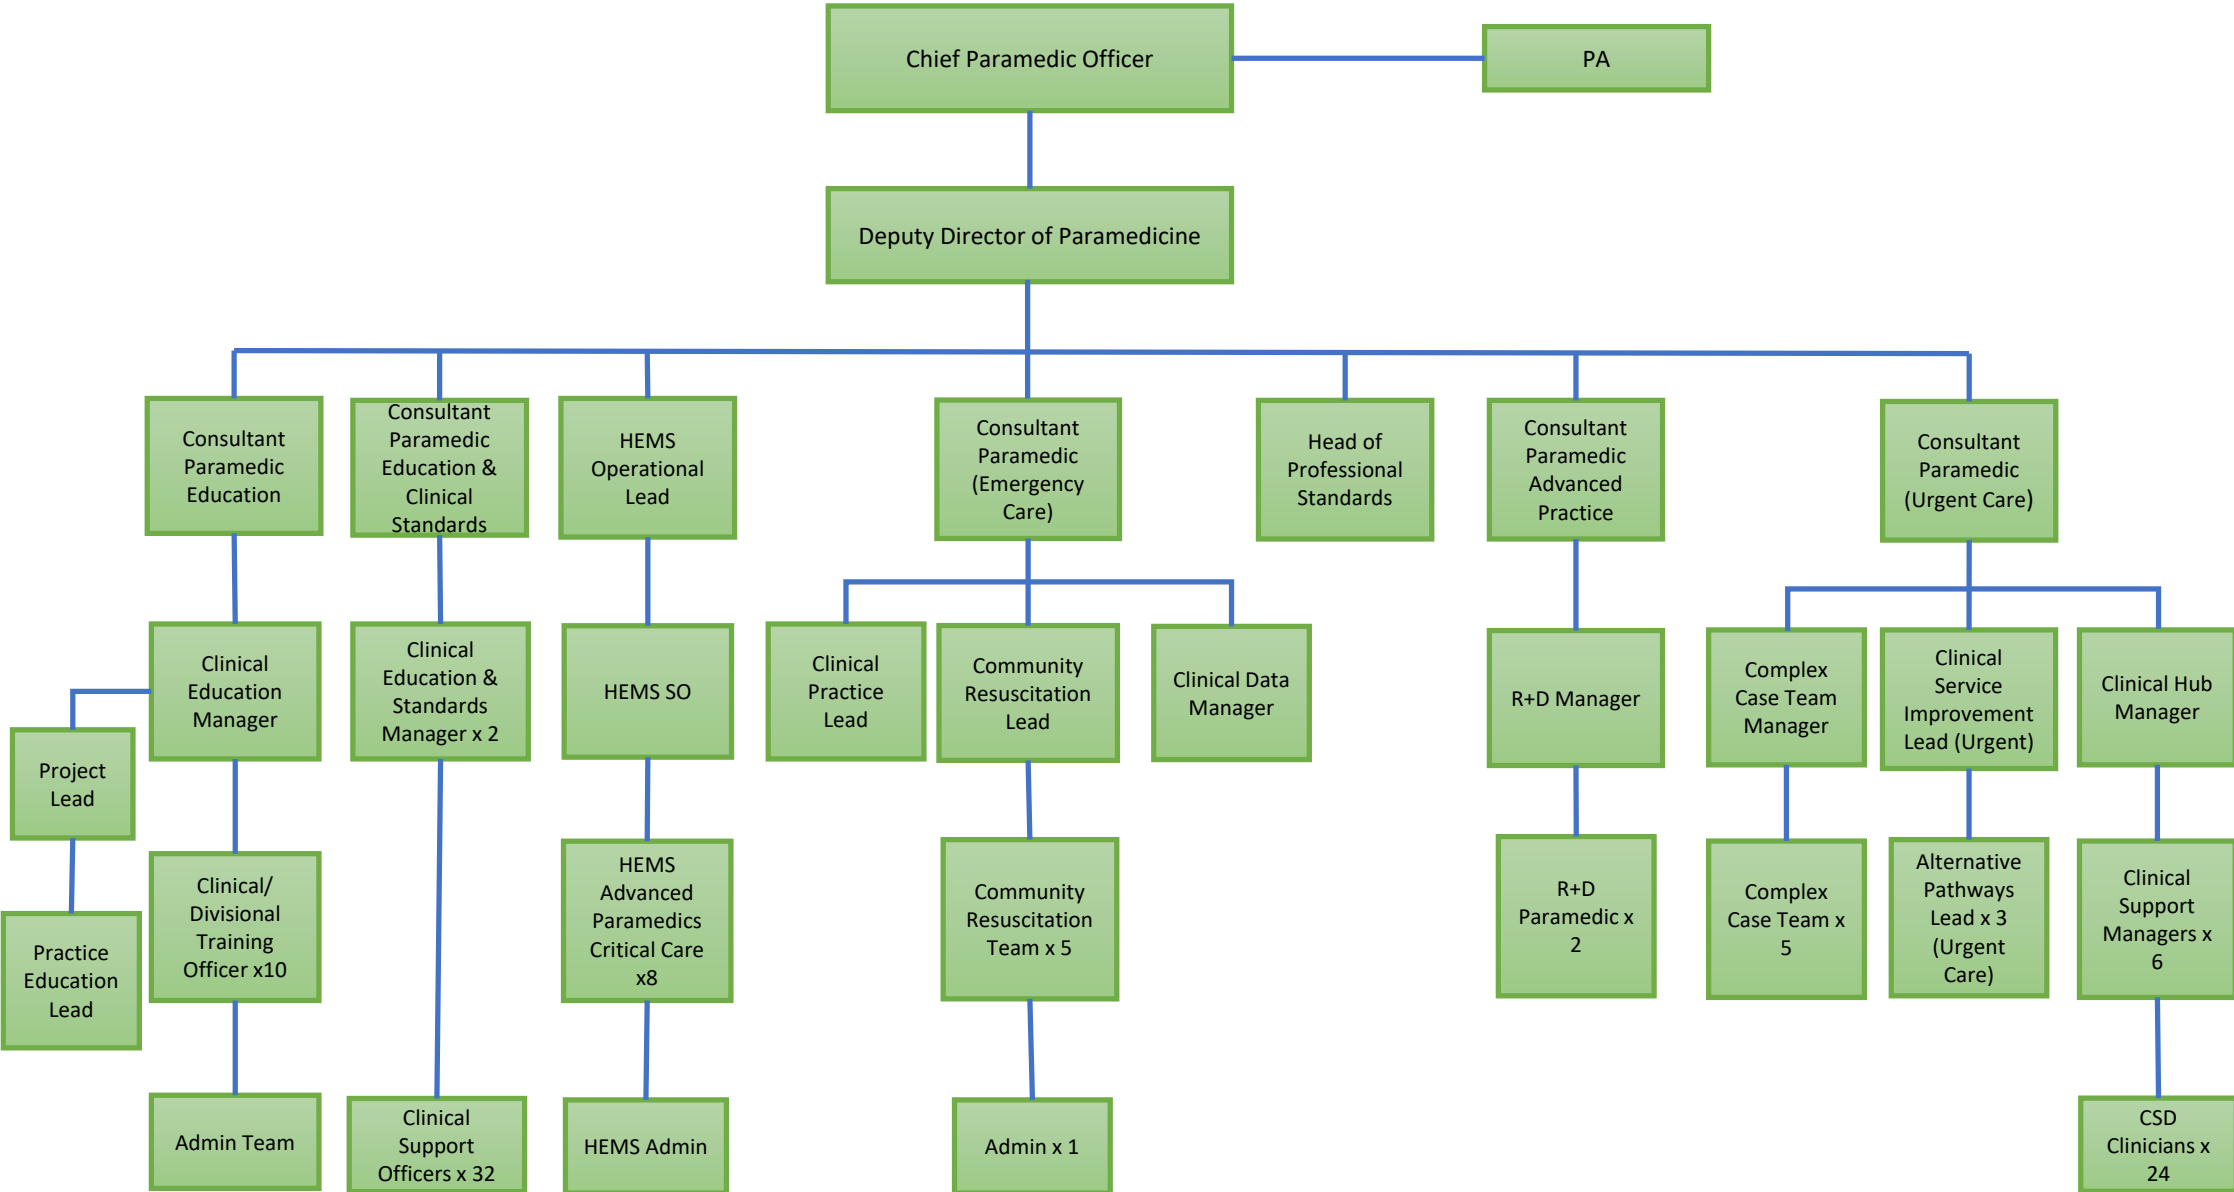 Chief Paramedic Officer
PA
Deputy Director of Paramedicine
Consultant
Paramedic
Education
Consultant
Paramedic
Education &
Clinical
Standards
HEMS
Operational
Lead
Consultant
Paramedic
(Emergency
Care)
Head of
Professional
Standards
Consultant
Paramedic
Advanced
Practice
Consultant
Paramedic
(Urgent Care)
Clinical
Education
Manager
Clinical
Education &
Standards
Manager x 2
HEMS SO
Clinical
Practice
Lead
Community
Resuscitation
Lead
Clinical Data
Manager
R+D Manager
Complex
Case Team
Manager
Clinical
Service
Improvement
Lead (Urgent)
Clinical Hub
Manager
Project
Lead
Clinical/
Divisional
Training
Officer x10
HEMS
Advanced
Paramedics
Critical Care
x8
Community
Resuscitation
Team x 5
R+D
Paramedic x
2
Complex
Case Team x
5
Alternative
Pathways
Lead x 3
(Urgent
Care)
Clinical
Support
Managers x
6
Practice
Education
Lead
Admin Team
Clinical
Support
Officers x 32
HEMS Admin
Admin x 1
CSD
Clinicians x
24